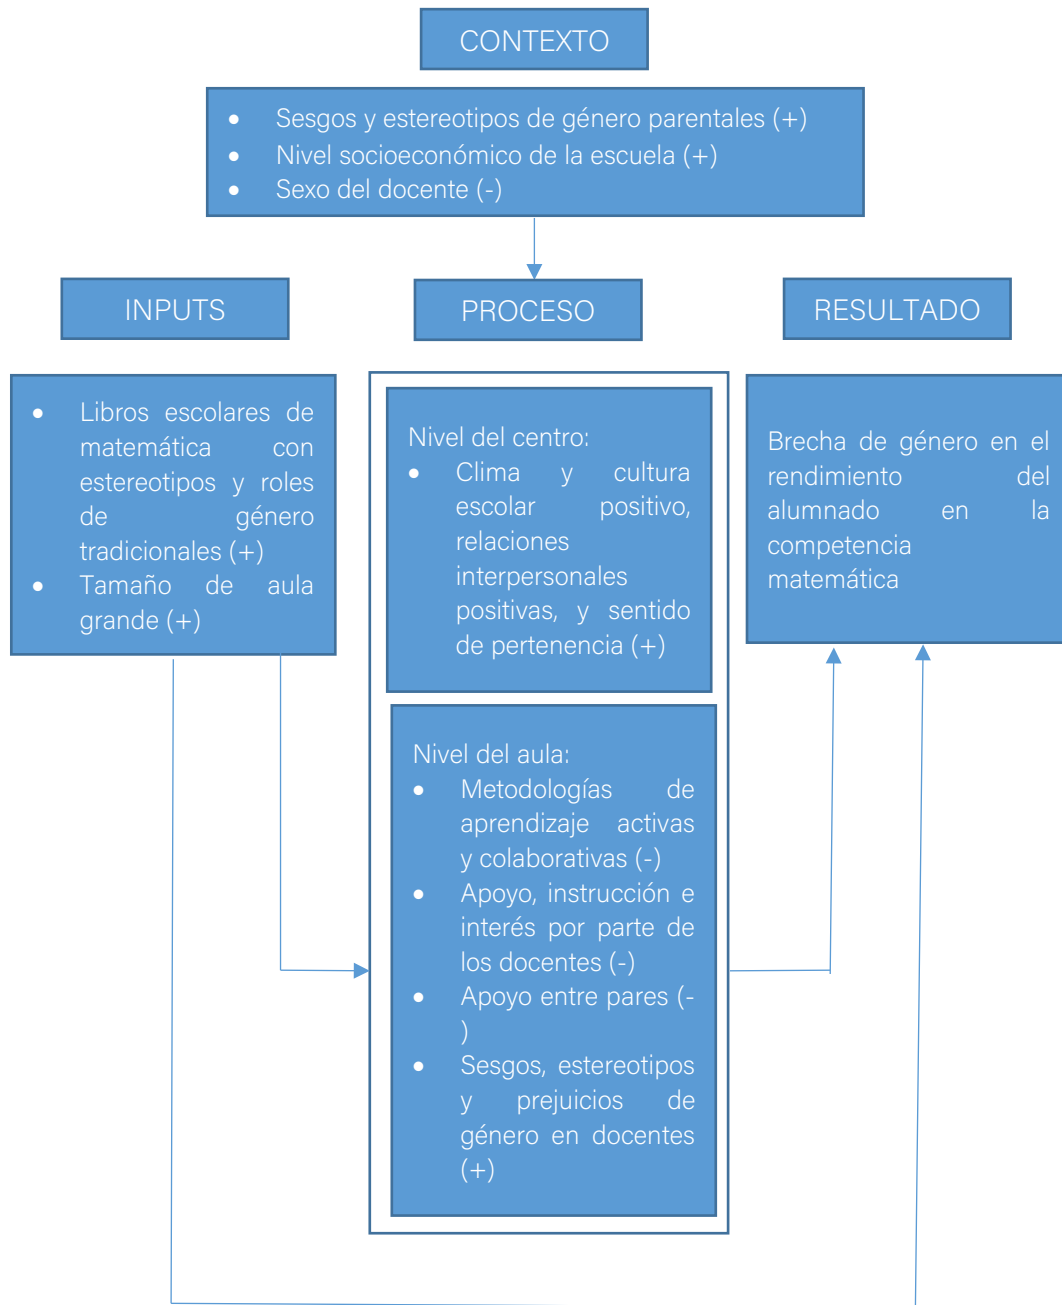 CONTEXTO
• Sesgos y estereotipos de género parentales (+)
• Nivel socioeconómico de la escuela (+)
• Sexo del docente (-)
INPUTS
PROCESO
RESULTADO
• Libros escolares de
matemática con
estereotipos y roles
de género
tradicionales (+)
• Tamaño de aula
grande (+)
Nivel del centro:
• Clima y cultura
escolar positivo,
relaciones
interpersonales
positivas, y sentido
de pertenencia (+)
Nivel del aula:
• Metodologías de
aprendizaje activas
y colaborativas (-)
• Apoyo, instrucción e
interés por parte de
los docentes (-)
• Apoyo entre pares (-
)
• Sesgos, estereotipos
y prejuicios de
género en docentes
(+)
Brecha de género en el
rendimiento del
alumnado en la
competencia
matemática